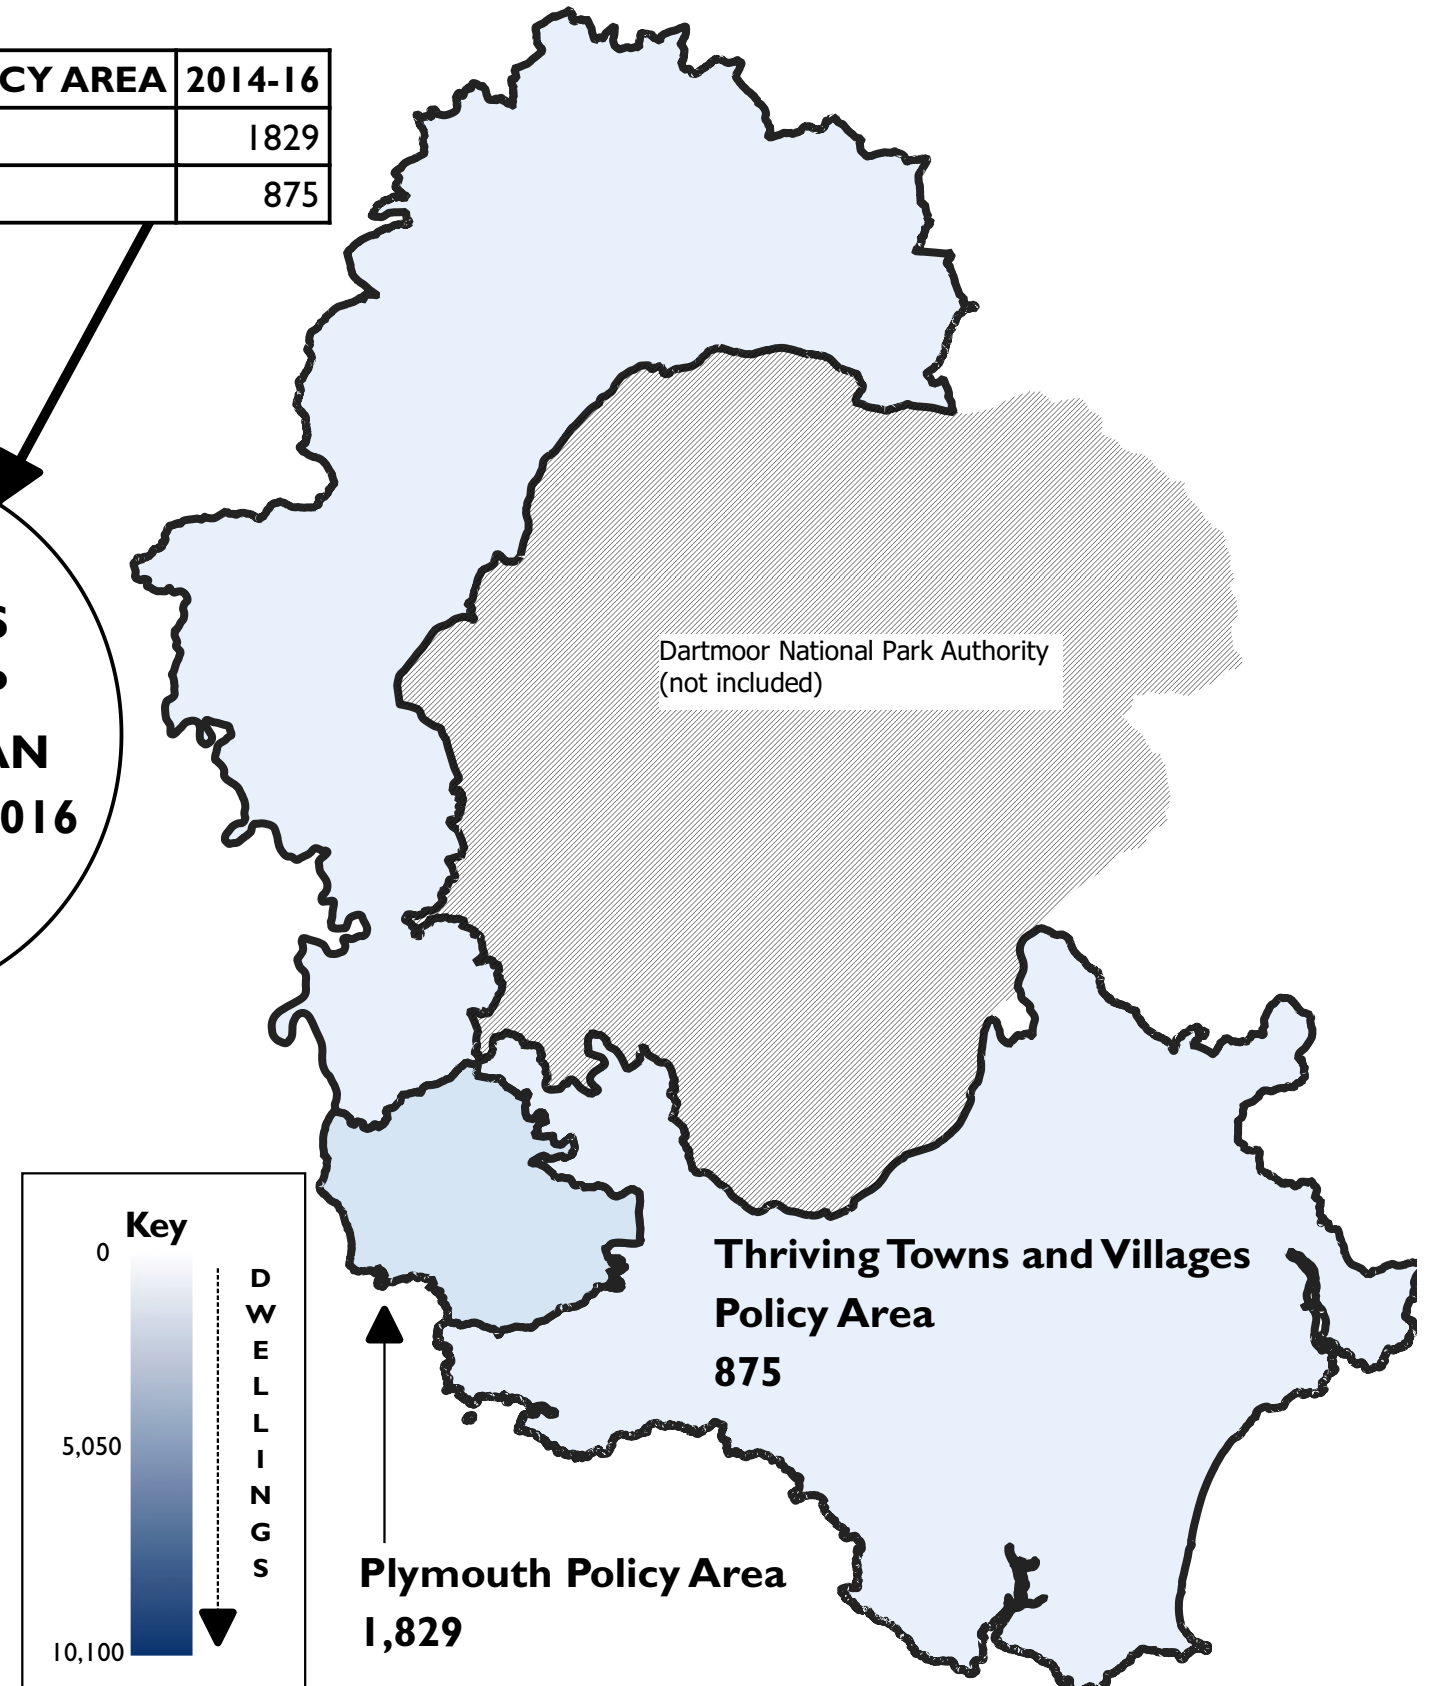 CY AREA 2014-16
1829
875
AN
016
Dartmoor National Park Authority
(not included)
Thriving Towns and Villages
Policy Area
875
Key
0
5,050
10,100
DWELLINGS
Plymouth Policy Area
1,829